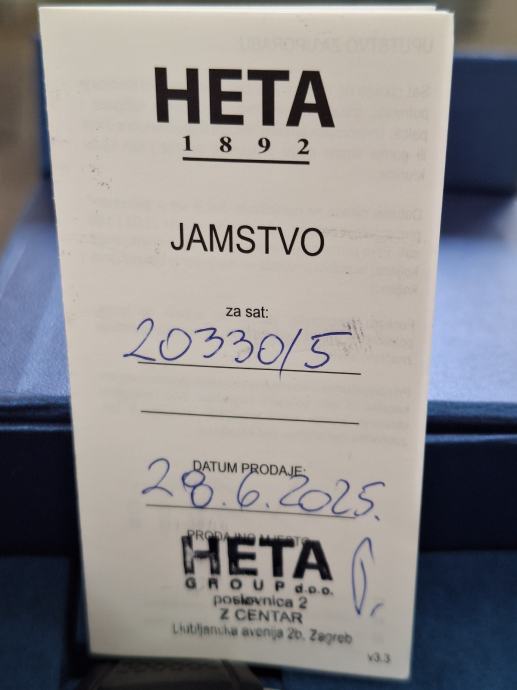 HETA
1892
JAMSTVO
za sat:
20330/5
DATUM PRODAJE:
28.6.2025.
PRODAJNO MJESTO
HETA
GROUP d.o.o.
poslovnica 2
Z CENTAR
Ljubljanska avenija 2b, Zagreb
v3.3